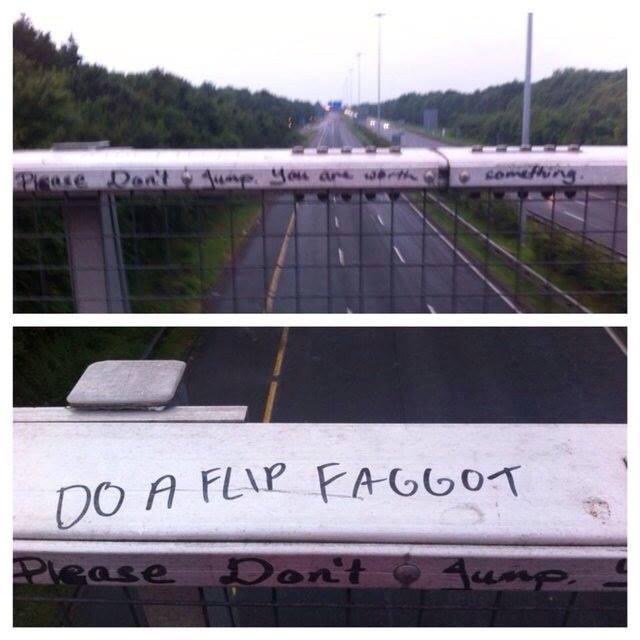 Please Don't Jump. You are worth something.
DO A FLIP FAGGOT
Please Don't Jump.